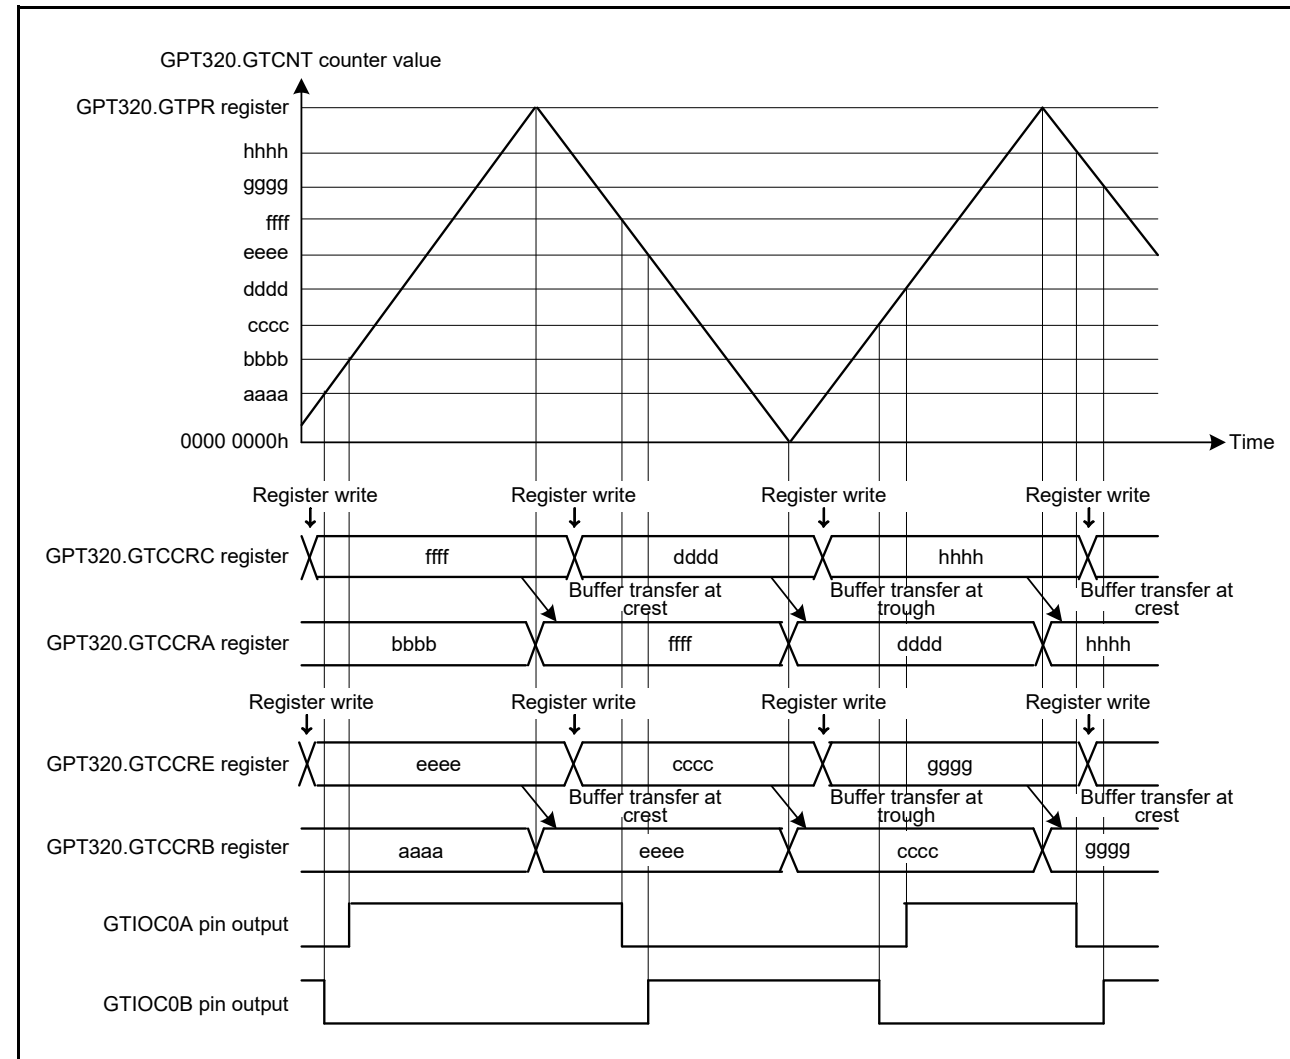 GPT320.GTCNT counter value
GPT320.GTPR register
hhhh
gggg
ffff
eeee
dddd
cccc
bbbb
aaaa
0000 0000h
Time
Register write Register write Register write Register write
GPT320.GTCCRC register ffff dddd hhhh
Buffer transfer at Buffer transfer at Buffer transfer at
crest trough crest
GPT320.GTCCRA register bbbb ffff dddd hhhh
Register write Register write Register write Register write
GPT320.GTCCRE register eeee cccc gggg
Buffer transfer at Buffer transfer at Buffer transfer at
crest trough crest
GPT320.GTCCRB register aaaa eeee cccc gggg
GTIOC0A pin output
GTIOC0B pin output